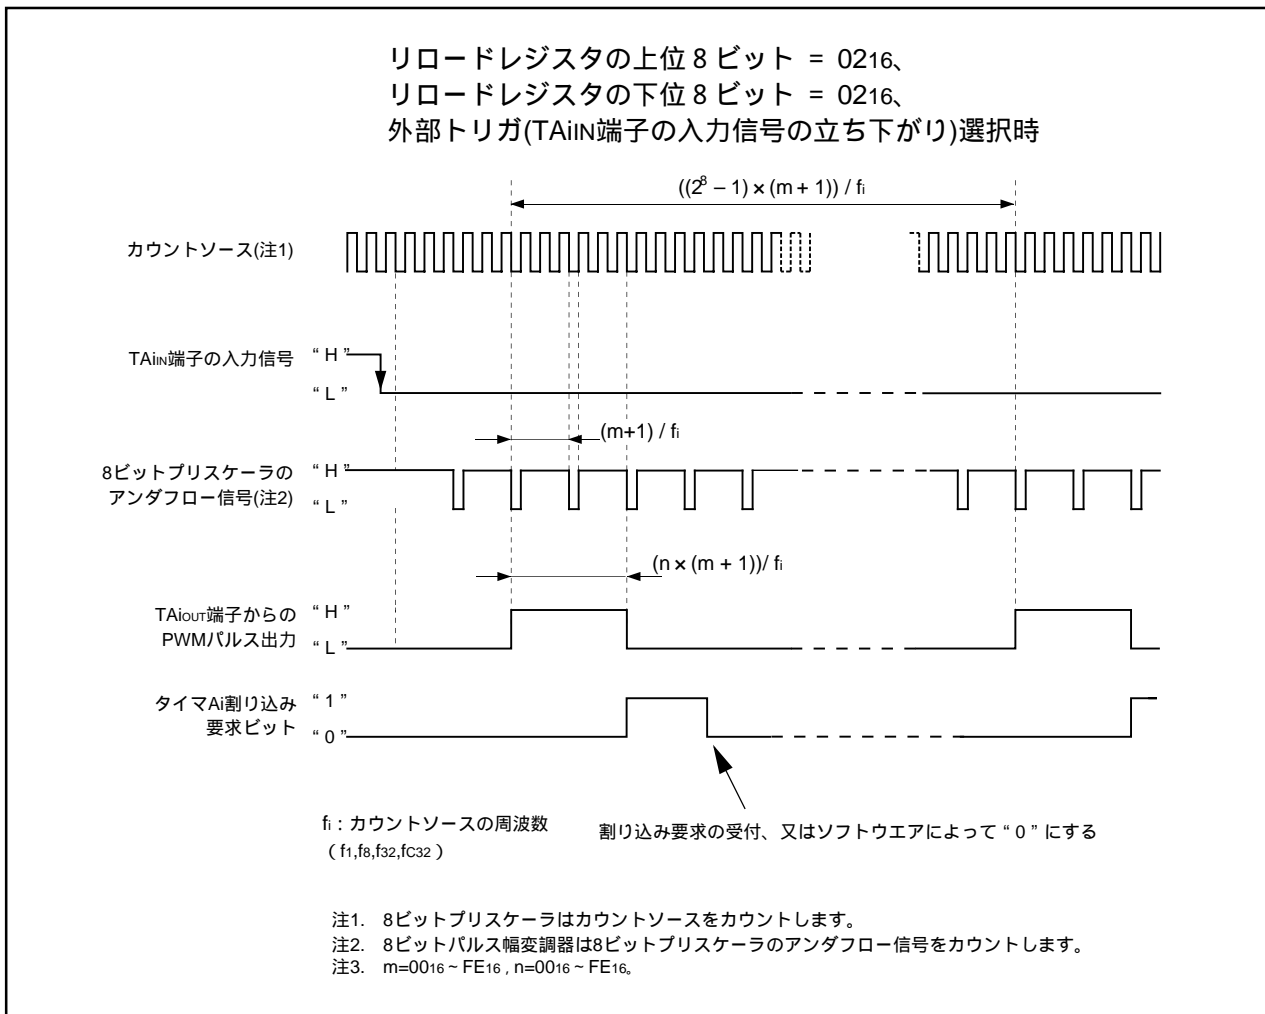 リロードレジスタの上位 8 ビット = 0216、
リロードレジスタの下位 8 ビット = 0216、
外部トリガ(TAiIN端子の入力信号の立ち下がり)選択時
((2⁸ – 1) × (m + 1)) / fi
カウントソース(注1)
TAiIN端子の入力信号
“ H ”
“ L ”
(m+1) / fi
8ビットプリスケーラの
アンダフロー信号(注2)
“ H ”
“ L ”
(n × (m + 1))/ fi
TAiOUT端子からの
PWMパルス出力
“ H ”
“ L ”
タイマAi割り込み
要求ビット
“ 1 ”
“ 0 ”
fi : カウントソースの周波数
( f1,f8,f32,fC32 )
割り込み要求の受付、又はソフトウエアによって “ 0 ” にする
注1. 8ビットプリスケーラはカウントソースをカウントします。
注2. 8ビットパルス幅変調器は8ビットプリスケーラのアンダフロー信号をカウントします。
注3. m=0016 ~ FE16 , n=0016 ~ FE16。